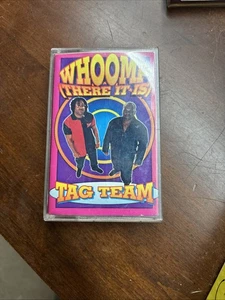 WHOOMP!
(THERE IT IS)
TAG TEAM